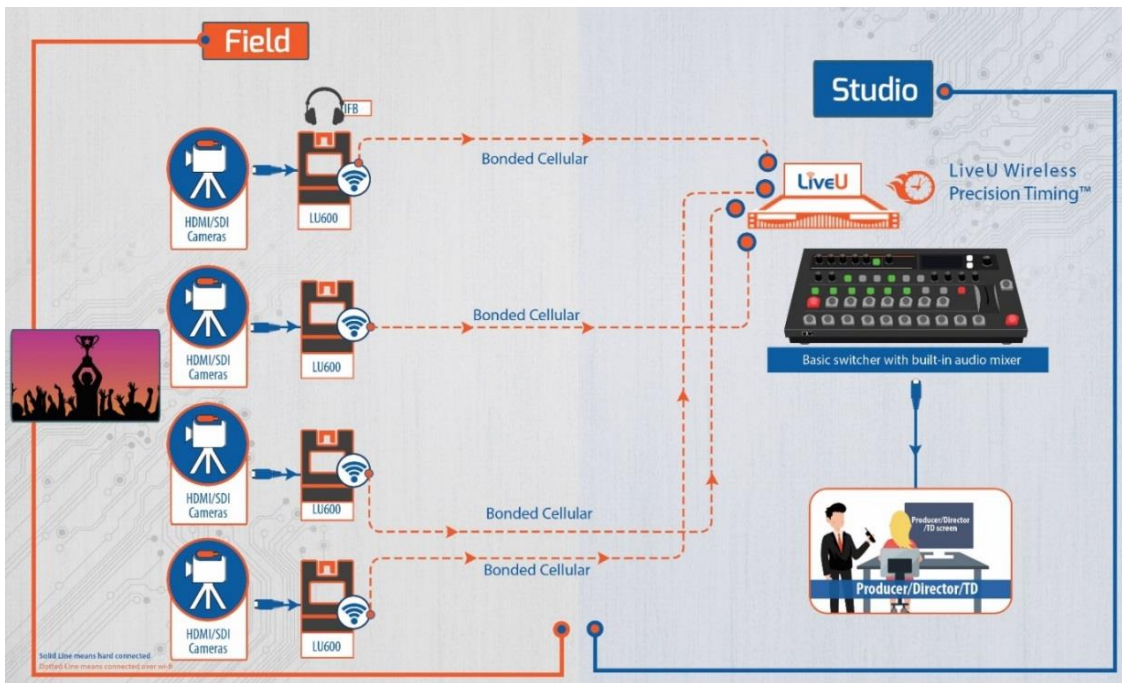 Field
Studio
IFB
HDMI/SDI
Cameras
LU600
Bonded Cellular
LiveU
LiveU Wireless
Precision Timing™
HDMI/SDI
Cameras
LU600
Bonded Cellular
Basic switcher with built-in audio mixer
HDMI/SDI
Cameras
LU600
Bonded Cellular
Producer/Director
/TD screen
Producer/Director/TD
HDMI/SDI
Cameras
LU600
Bonded Cellular
Solid Line means hard connected
Dotted Line means connected over wi-fi